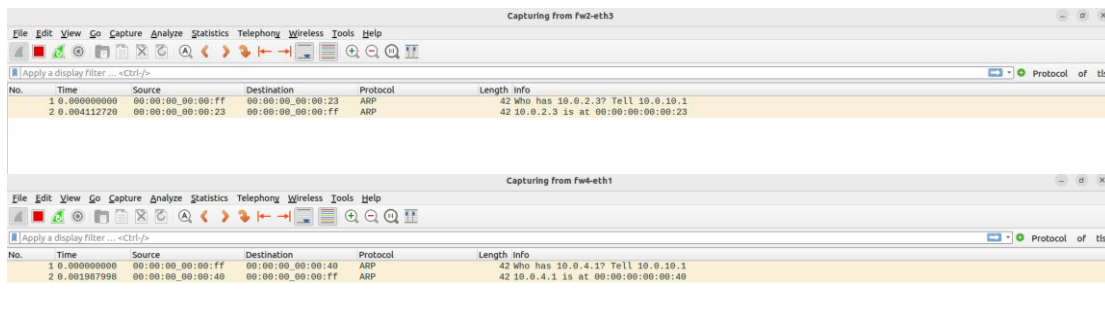 Capturing from fw2-eth3
File Edit View Go Capture Analyze Statistics Telephony Wireless Tools Help
Apply a display filter ... <Ctrl-/> Protocol of tls
No. Time Source Destination Protocol Length Info
1 0.000000000 00:00:00_00:00:ff 00:00:00_00:00:23 ARP 42 Who has 10.0.2.3? Tell 10.0.10.1
2 0.004112720 00:00:00_00:00:23 00:00:00_00:00:ff ARP 42 10.0.2.3 is at 00:00:00:00:00:23
Capturing from fw4-eth1
File Edit View Go Capture Analyze Statistics Telephony Wireless Tools Help
Apply a display filter ... <Ctrl-/> Protocol of tls
No. Time Source Destination Protocol Length Info
1 0.000000000 00:00:00_00:00:ff 00:00:00_00:00:40 ARP 42 Who has 10.0.4.1? Tell 10.0.10.1
2 0.001987998 00:00:00_00:00:40 00:00:00_00:00:ff ARP 42 10.0.4.1 is at 00:00:00:00:00:40